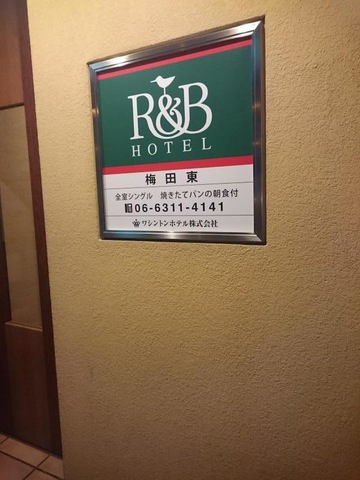 R&B
HOTEL
梅田東
全室シングル 焼きたてパンの朝食付
06-6311-4141
ワシントンホテル株式会社